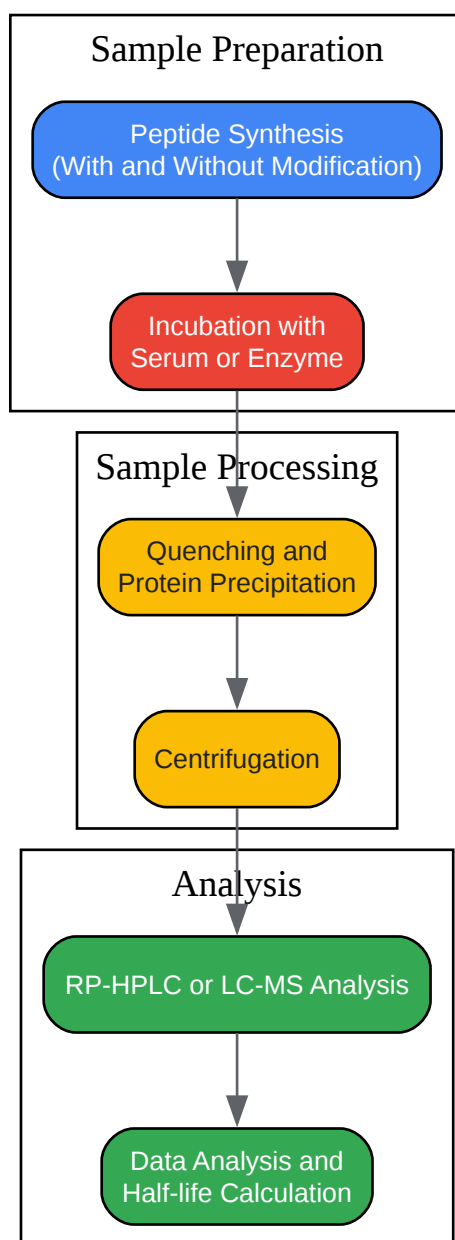 Sample Preparation
Peptide Synthesis
(With and Without Modification)
Incubation with
Serum or Enzyme
Sample Processing
Quenching and
Protein Precipitation
Centrifugation
Analysis
RP-HPLC or LC-MS Analysis
Data Analysis and
Half-life Calculation